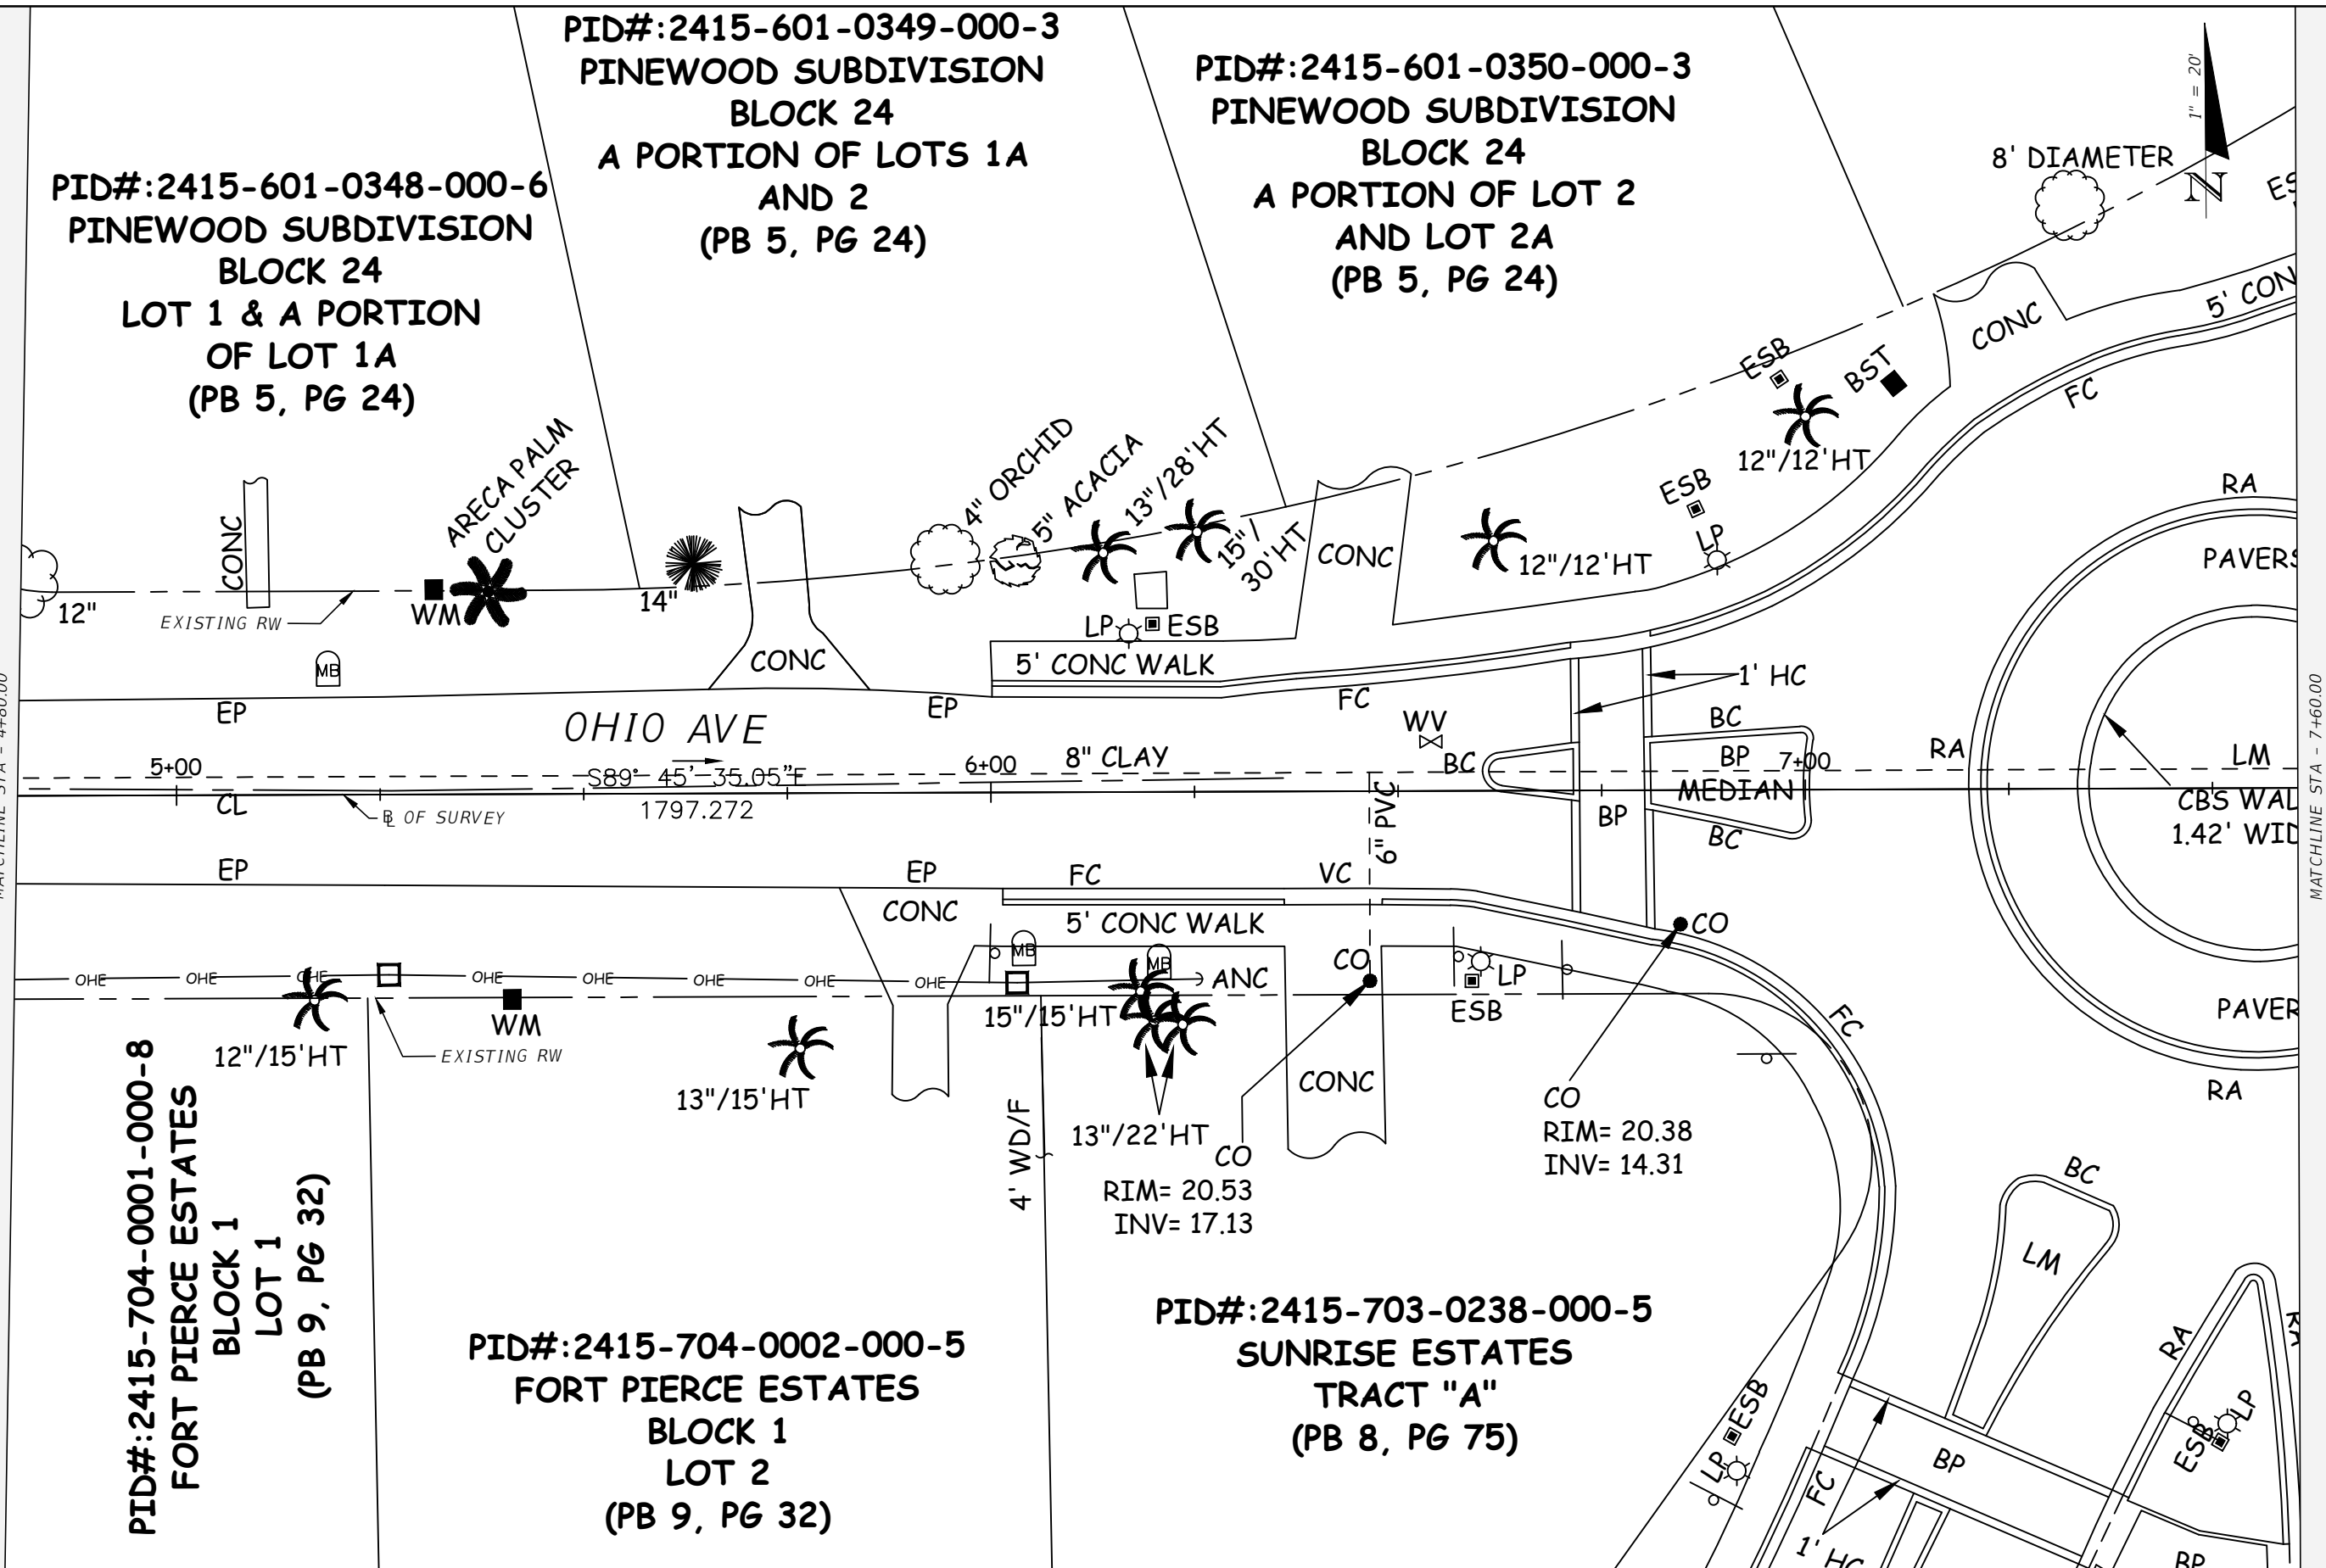 PID#:2415-601-0349-000-3
PINEWOOD SUBDIVISION
BLOCK 24
A PORTION OF LOTS 1A
AND 2
(PB 5, PG 24)
PID#:2415-601-0350-000-3
PINEWOOD SUBDIVISION
BLOCK 24
A PORTION OF LOT 2
AND LOT 2A
(PB 5, PG 24)
1" = 20'
N
8' DIAMETER
PID#:2415-601-0348-000-6
PINEWOOD SUBDIVISION
BLOCK 24
LOT 1 & A PORTION
OF LOT 1A
(PB 5, PG 24)
5' CON
CONC
FC
ESB
BST
12"/12'HT
ESB
LP
ARECA PALM
CLUSTER
4" ORCHID
5" ACACIA
13"/28'HT
15"/
30'HT
CONC
12"/12'HT
RA
PAVERS
CONC
12"
EXISTING RW
WM
14"
MB
CONC
LP
ESB
5' CONC WALK
1' HC
EP
OHIO AVE
EP
FC
WV
BC
BC
BP
7+00
MEDIAN
BC
BP
RA
LM
CBS WAL
1.42' WID
5+00
S89° 45' 35.05"E
1797.272
6+00
8" CLAY
CL
BL OF SURVEY
6" PVC
MATCHLINE STA - 7+60.00
EP
EP
FC
VC
CONC
5' CONC WALK
CO
MB
MB
OHE
OHE
OHE
OHE
OHE
OHE
OHE
OHE
ANC
CO
LP
ESB
WM
15"/15'HT
FC
PAVER
12"/15'HT
EXISTING RW
13"/15'HT
CONC
4' WD/F
13"/22'HT
CO
RIM= 20.53
INV= 17.13
CO
RIM= 20.38
INV= 14.31
RA
BC
LM
PID#:2415-704-0001-000-8
FORT PIERCE ESTATES
BLOCK 1
LOT 1
(PB 9, PG 32)
PID#:2415-704-0002-000-5
FORT PIERCE ESTATES
BLOCK 1
LOT 2
(PB 9, PG 32)
PID#:2415-703-0238-000-5
SUNRISE ESTATES
TRACT "A"
(PB 8, PG 75)
RA
ESB
LP
LP
ESB
FC
BP
1' HC
BP